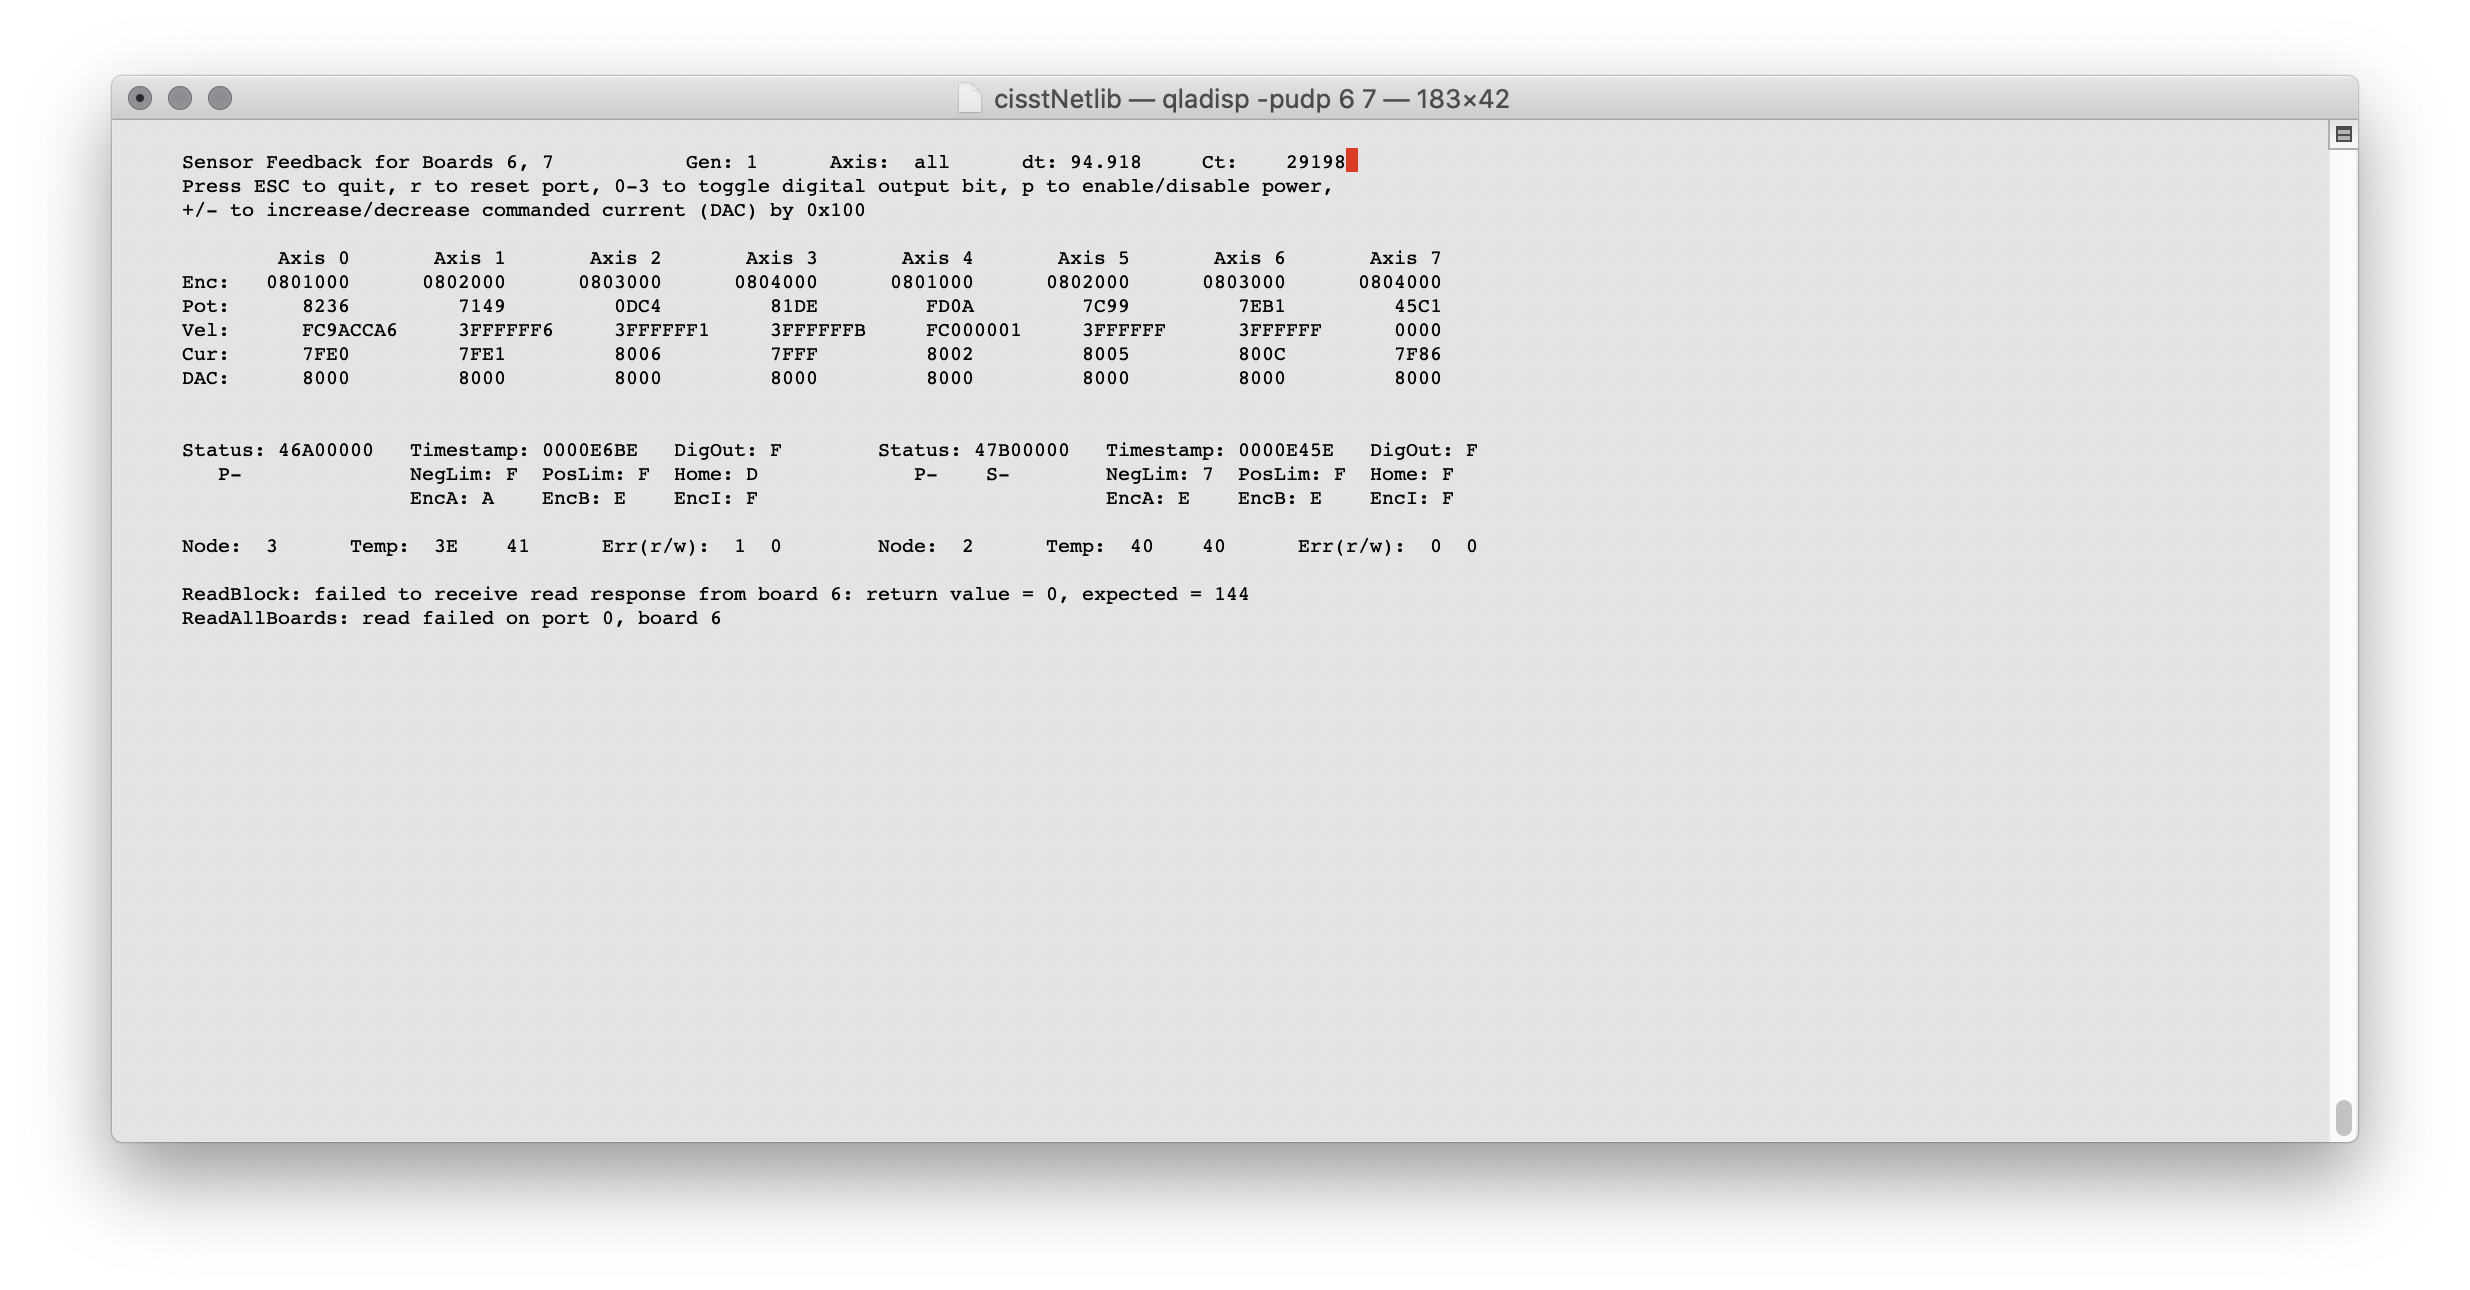 cisstNetlib — qladisp -pudp 6 7 — 183×42
Sensor Feedback for Boards 6, 7 Gen: 1 Axis: all dt: 94.918 Ct: 29198
Press ESC to quit, r to reset port, 0-3 to toggle digital output bit, p to enable/disable power,
+/- to increase/decrease commanded current (DAC) by 0x100
Axis 0 Axis 1 Axis 2 Axis 3 Axis 4 Axis 5 Axis 6 Axis 7
Enc: 0801000 0802000 0803000 0804000 0801000 0802000 0803000 0804000
Pot: 8236 7149 0DC4 81DE FD0A 7C99 7EB1 45C1
Vel: FC9ACCA6 3FFFFFF6 3FFFFFF1 3FFFFFFB FC000001 3FFFFFF 3FFFFFF 0000
Cur: 7FE0 7FE1 8006 7FFF 8002 8005 800C 7F86
DAC: 8000 8000 8000 8000 8000 8000 8000 8000
Status: 46A00000 Timestamp: 0000E6BE DigOut: F Status: 47B00000 Timestamp: 0000E45E DigOut: F
P- NegLim: F PosLim: F Home: D P- S- NegLim: 7 PosLim: F Home: F
EncA: A EncB: E EncI: F EncA: E EncB: E EncI: F
Node: 3 Temp: 3E 41 Err(r/w): 1 0 Node: 2 Temp: 40 40 Err(r/w): 0 0
ReadBlock: failed to receive read response from board 6: return value = 0, expected = 144
ReadAllBoards: read failed on port 0, board 6